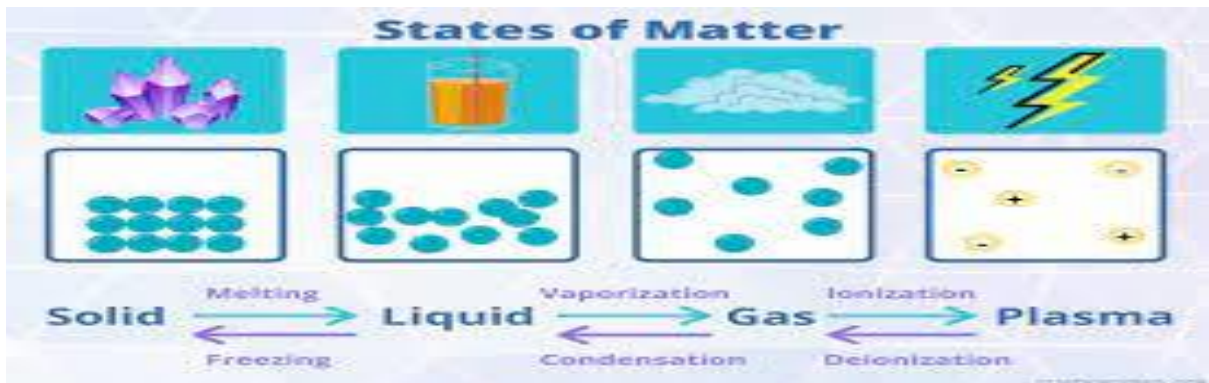 States of Matter
Melting Vaporization Ionization
Solid Liquid Gas Plasma
Freezing Condensation Deionization